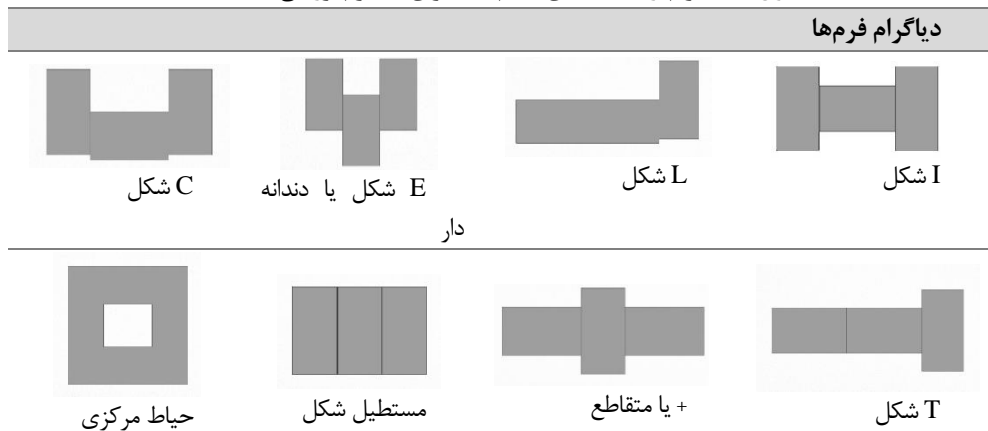 دیاگرام فرم‌ها
I شکل
L شکل
E شکل یا دندانه
دار
C شکل
T شکل
+ یا متقاطع
مستطیل شکل
حیاط مرکزی